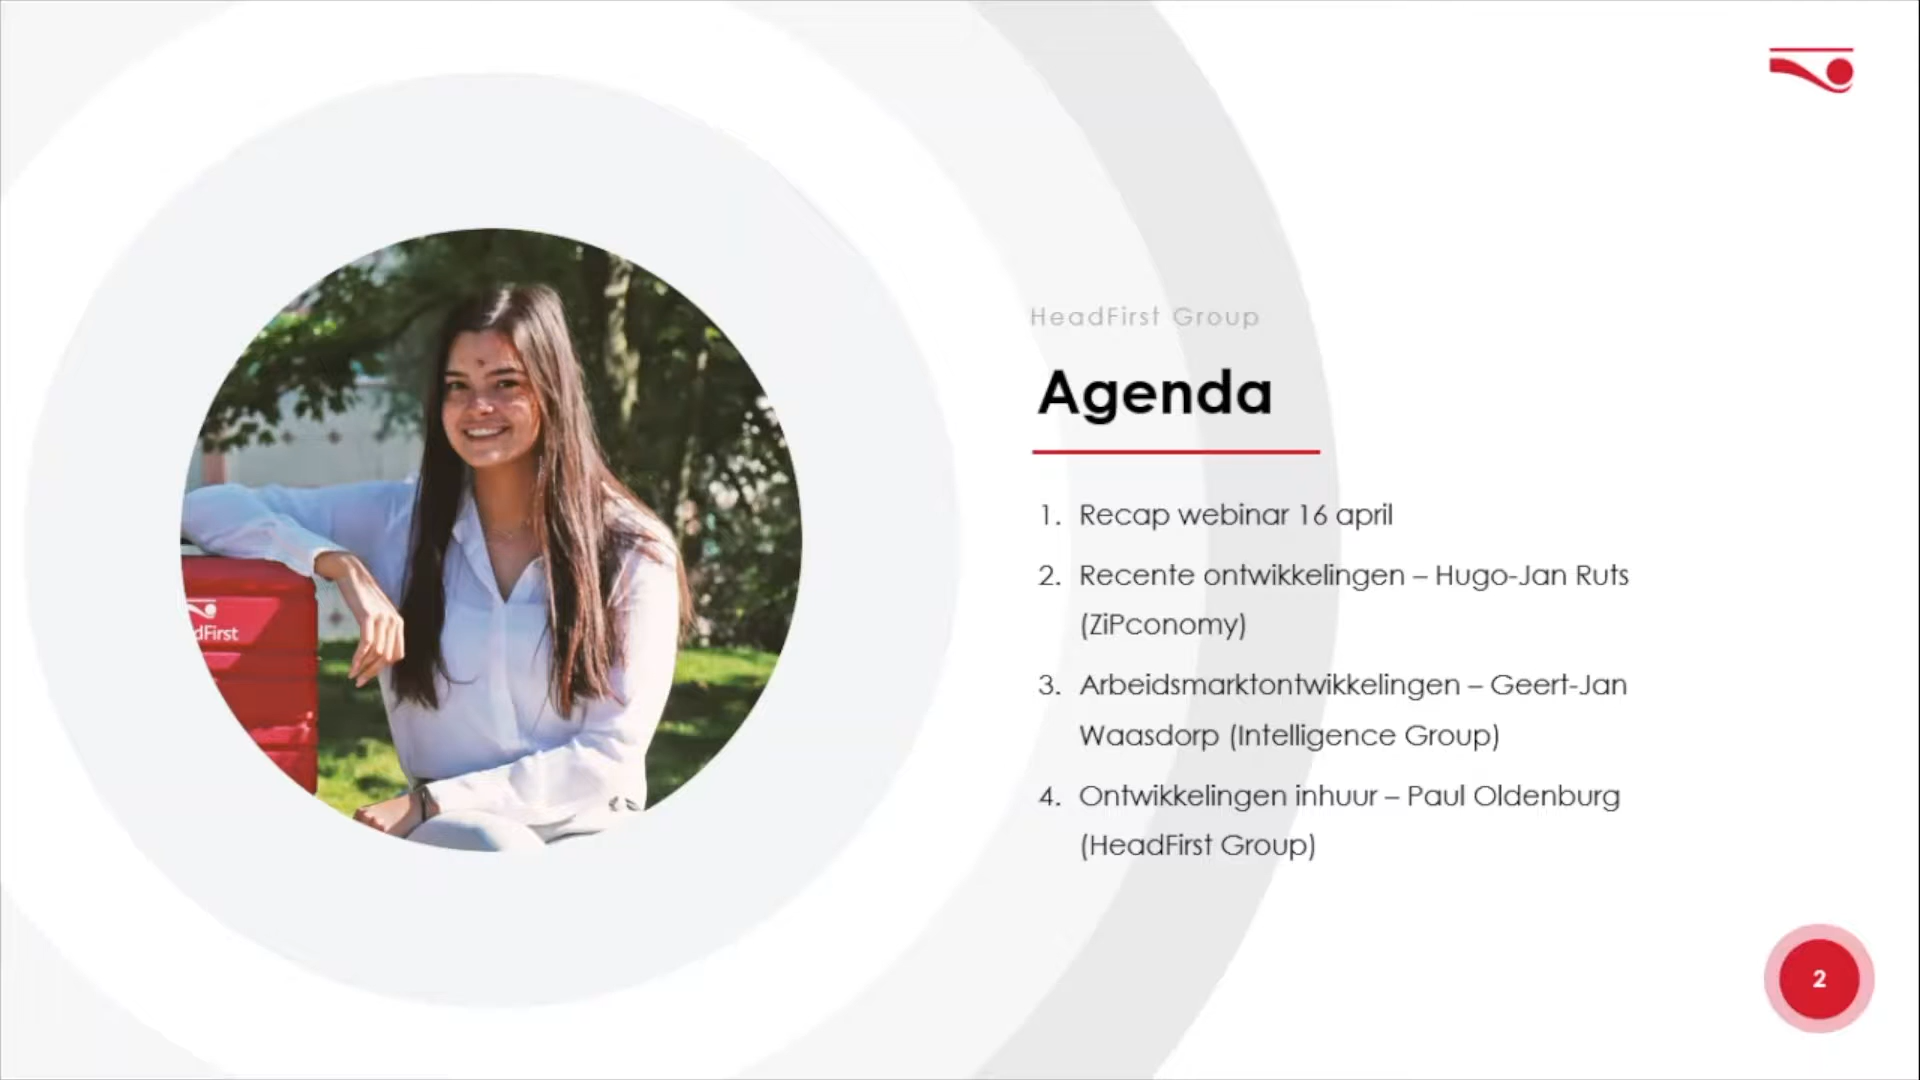 HeadFirst Group
Agenda
1. Recap webinar 16 april
2. Recente ontwikkelingen – Hugo-Jan Ruts
(ZiPconomy)
3. Arbeidsmarktontwikkelingen – Geert-Jan
Waasdorp (Intelligence Group)
4. Ontwikkelingen inhuur – Paul Oldenburg
(HeadFirst Group)
dFirst
2